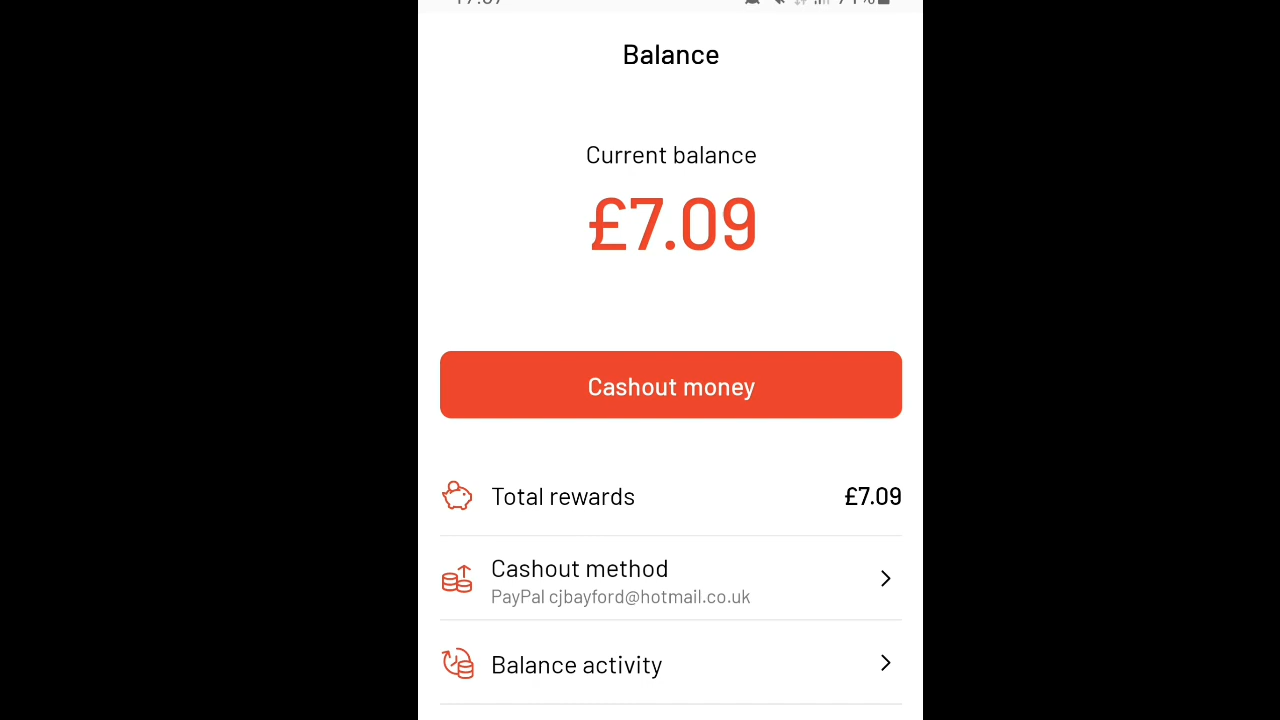 Balance
Current balance
£7.09
Cashout money
Total rewards £7.09
Cashout method
PayPal cjbayford@hotmail.co.uk
Balance activity